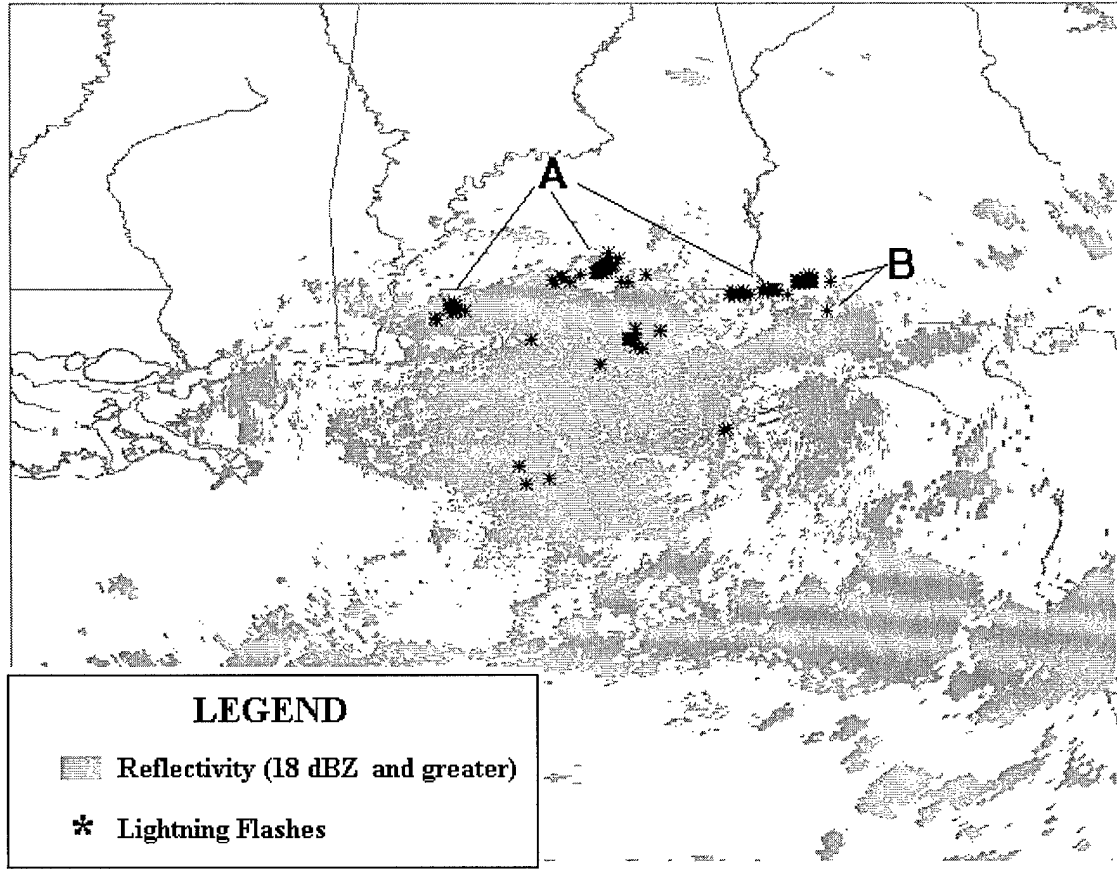 A
B
LEGEND
Reflectivity (18 dBZ and greater)
* Lightning Flashes